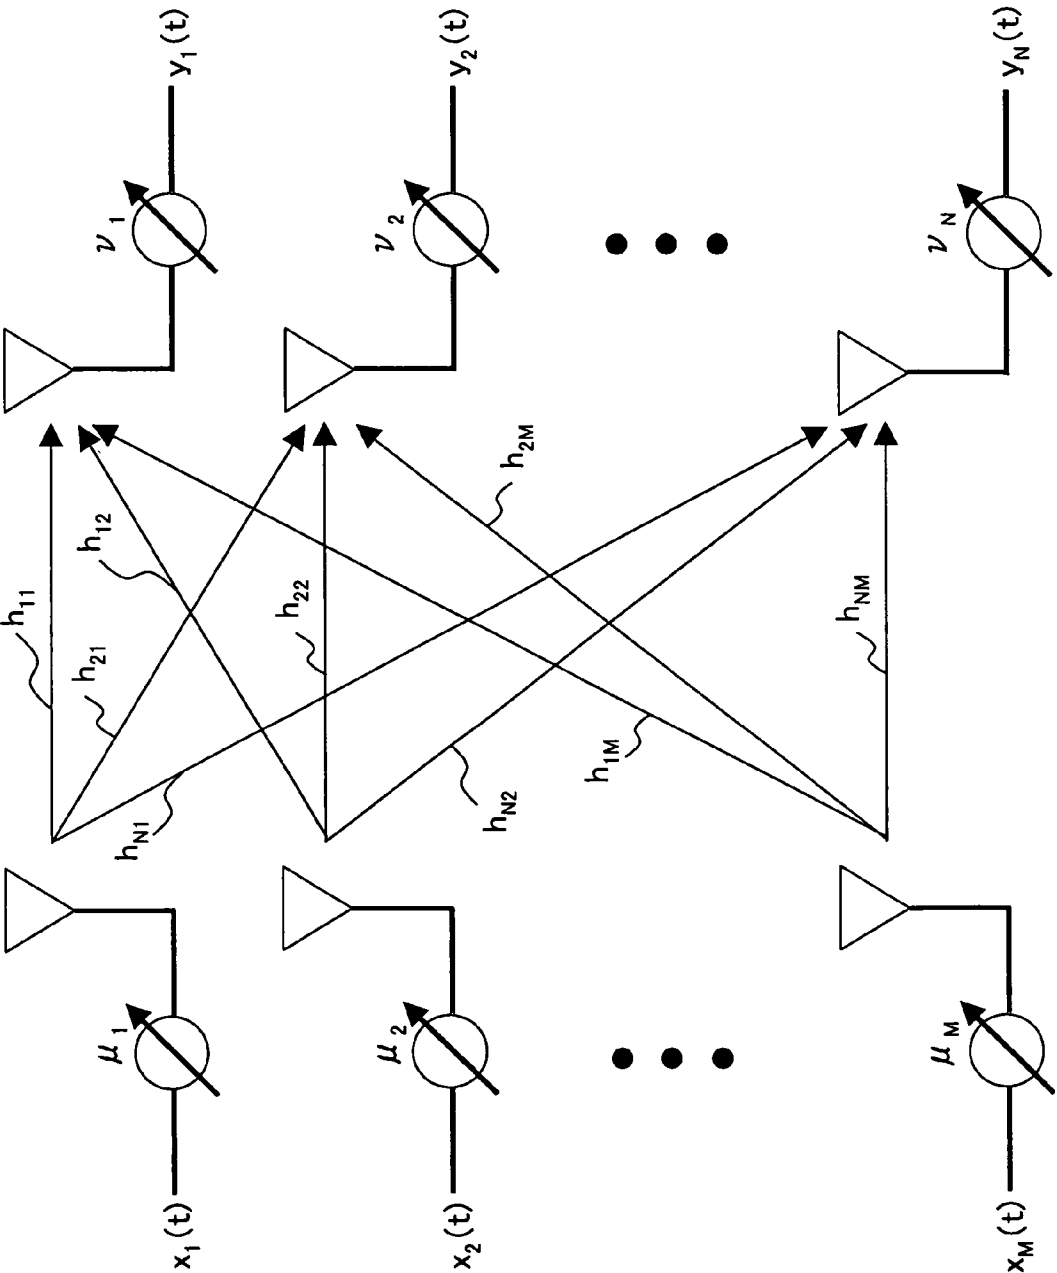 x1(t)
μ1
h11
h21
hN1
h12
ν1
y1(t)
x2(t)
μ2
h22
hN2
h2M
ν2
y2(t)
xM(t)
μM
h1M
hNM
νN
yN(t)